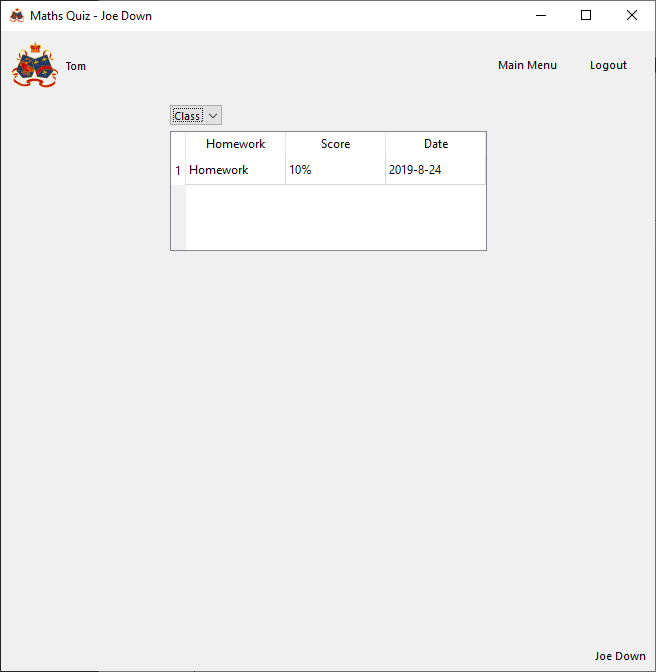 Maths Quiz - Joe Down
Tom
Main Menu
Logout
Class
Homework Score Date
1 Homework 10% 2019-8-24
Joe Down